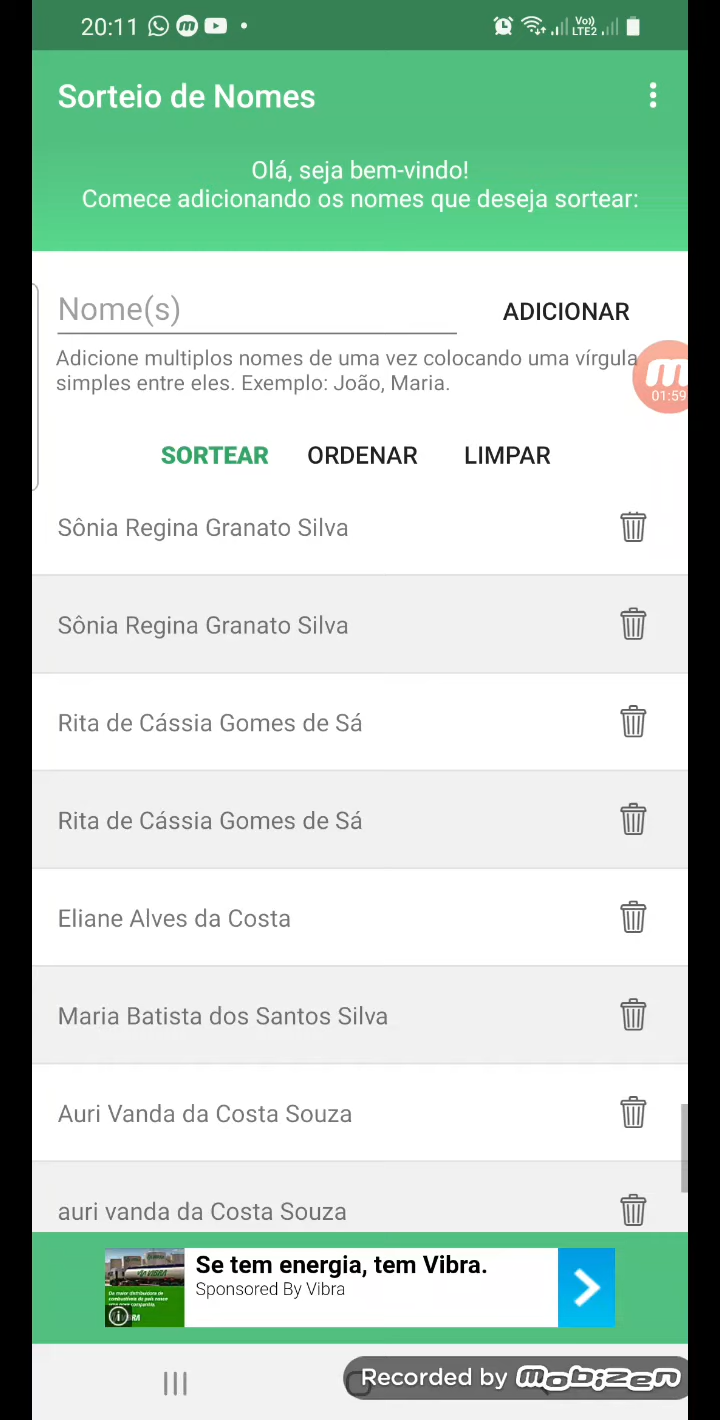 20:11
Vo))
LTE2
Sorteio de Nomes
Olá, seja bem-vindo!
Comece adicionando os nomes que deseja sortear:
Nome(s)
ADICIONAR
Adicione multiplos nomes de uma vez colocando uma vírgula
simples entre eles. Exemplo: João, Maria.
m
01:59
SORTEAR ORDENAR LIMPAR
Sônia Regina Granato Silva
Sônia Regina Granato Silva
Rita de Cássia Gomes de Sá
Rita de Cássia Gomes de Sá
Eliane Alves da Costa
Maria Batista dos Santos Silva
Auri Vanda da Costa Souza
auri vanda da Costa Souza
VIBRA
Se tem energia, tem Vibra.
Sponsored By Vibra
Recorded by mobizen